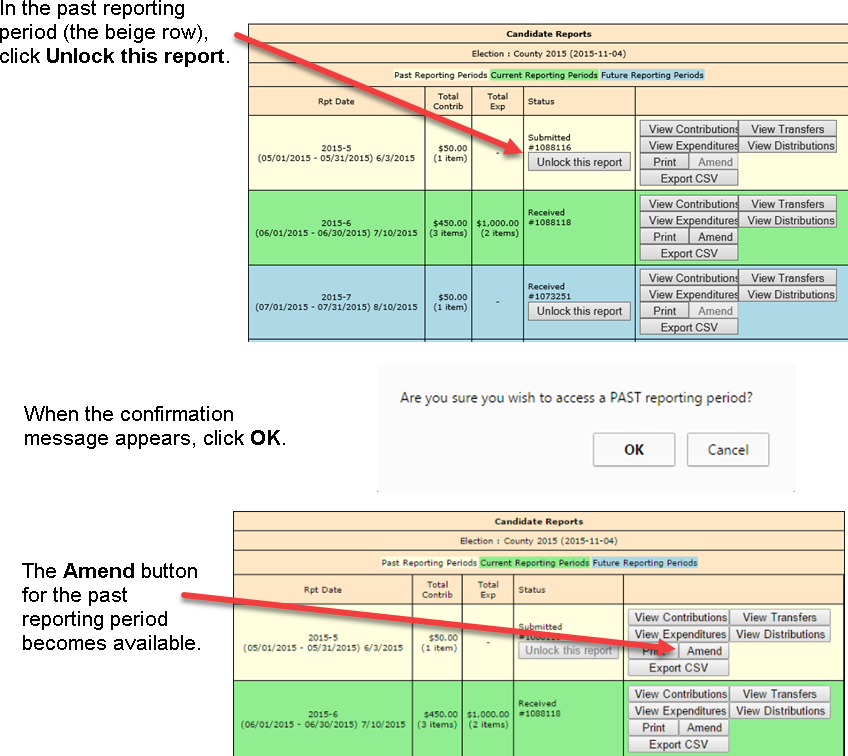 In the past reporting
period (the beige row),
click Unlock this report.
Candidate Reports
Election : County 2015 (2015-11-04)
Past Reporting Periods Current Reporting Periods Future Reporting Periods
Rpt Date Total Contrib Total Exp Status
2015-5
(05/01/2015 - 05/31/2015) 6/3/2015
$50.00
(1 item)
-
Submitted
#1088116
Unlock this report
View Contributions View Transfers
View Expenditures View Distributions
Print Amend
Export CSV
2015-6
(06/01/2015 - 06/30/2015) 7/10/2015
$450.00
(3 items)
$1,000.00
(2 items)
Received
#1088118
View Contributions View Transfers
View Expenditures View Distributions
Print Amend
Export CSV
2015-7
(07/01/2015 - 07/31/2015) 8/10/2015
$50.00
(1 item)
-
Received
#1073251
Unlock this report
View Contributions View Transfers
View Expenditures View Distributions
Print Amend
Export CSV
When the confirmation
message appears, click OK.
Are you sure you wish to access a PAST reporting period?
OK Cancel
The Amend button
for the past
reporting period
becomes available.
Candidate Reports
Election : County 2015 (2015-11-04)
Past Reporting Periods Current Reporting Periods Future Reporting Periods
Rpt Date Total Contrib Total Exp Status
2015-5
(05/01/2015 - 05/31/2015) 6/3/2015
$50.00
(1 item)
-
Submitted
Unlock this report
View Contributions View Transfers
View Expenditures View Distributions
Print Amend
Export CSV
2015-6
(06/01/2015 - 06/30/2015) 7/10/2015
$450.00
(3 items)
$1,000.00
(2 items)
Received
#1088118
View Contributions View Transfers
View Expenditures View Distributions
Print Amend
Export CSV